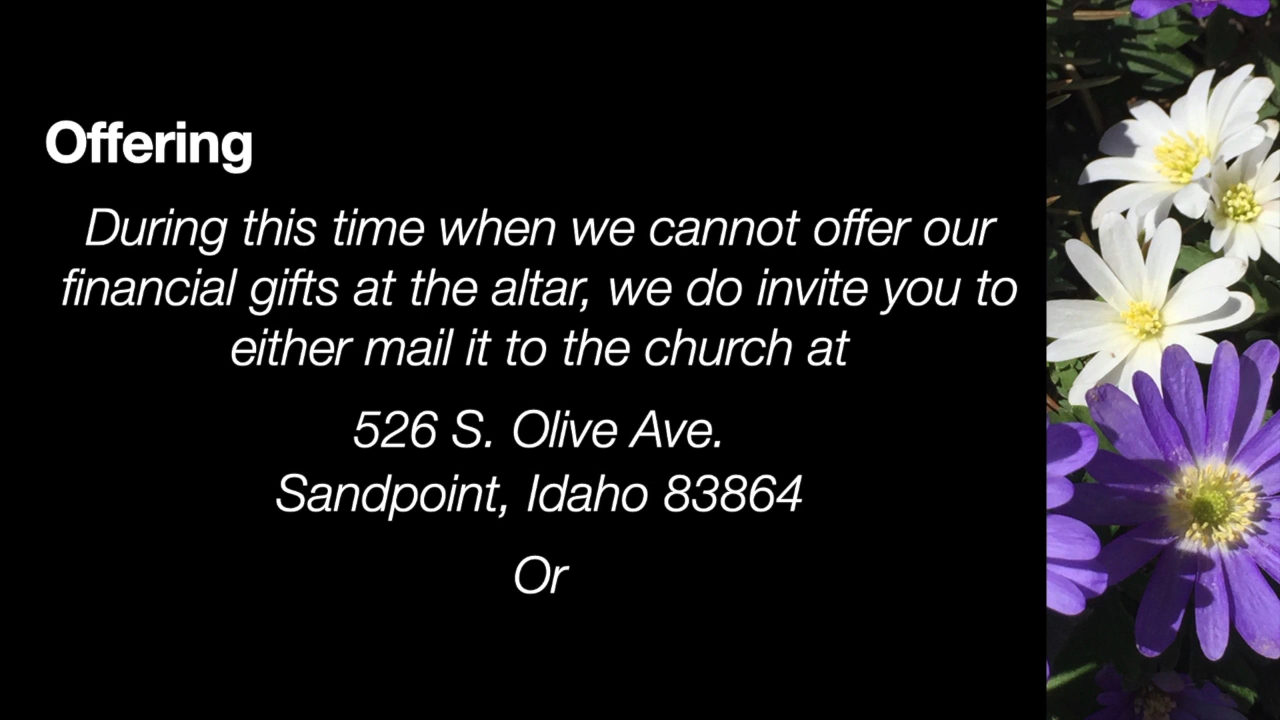 Offering
During this time when we cannot offer our
financial gifts at the altar, we do invite you to
either mail it to the church at
526 S. Olive Ave.
Sandpoint, Idaho 83864
Or